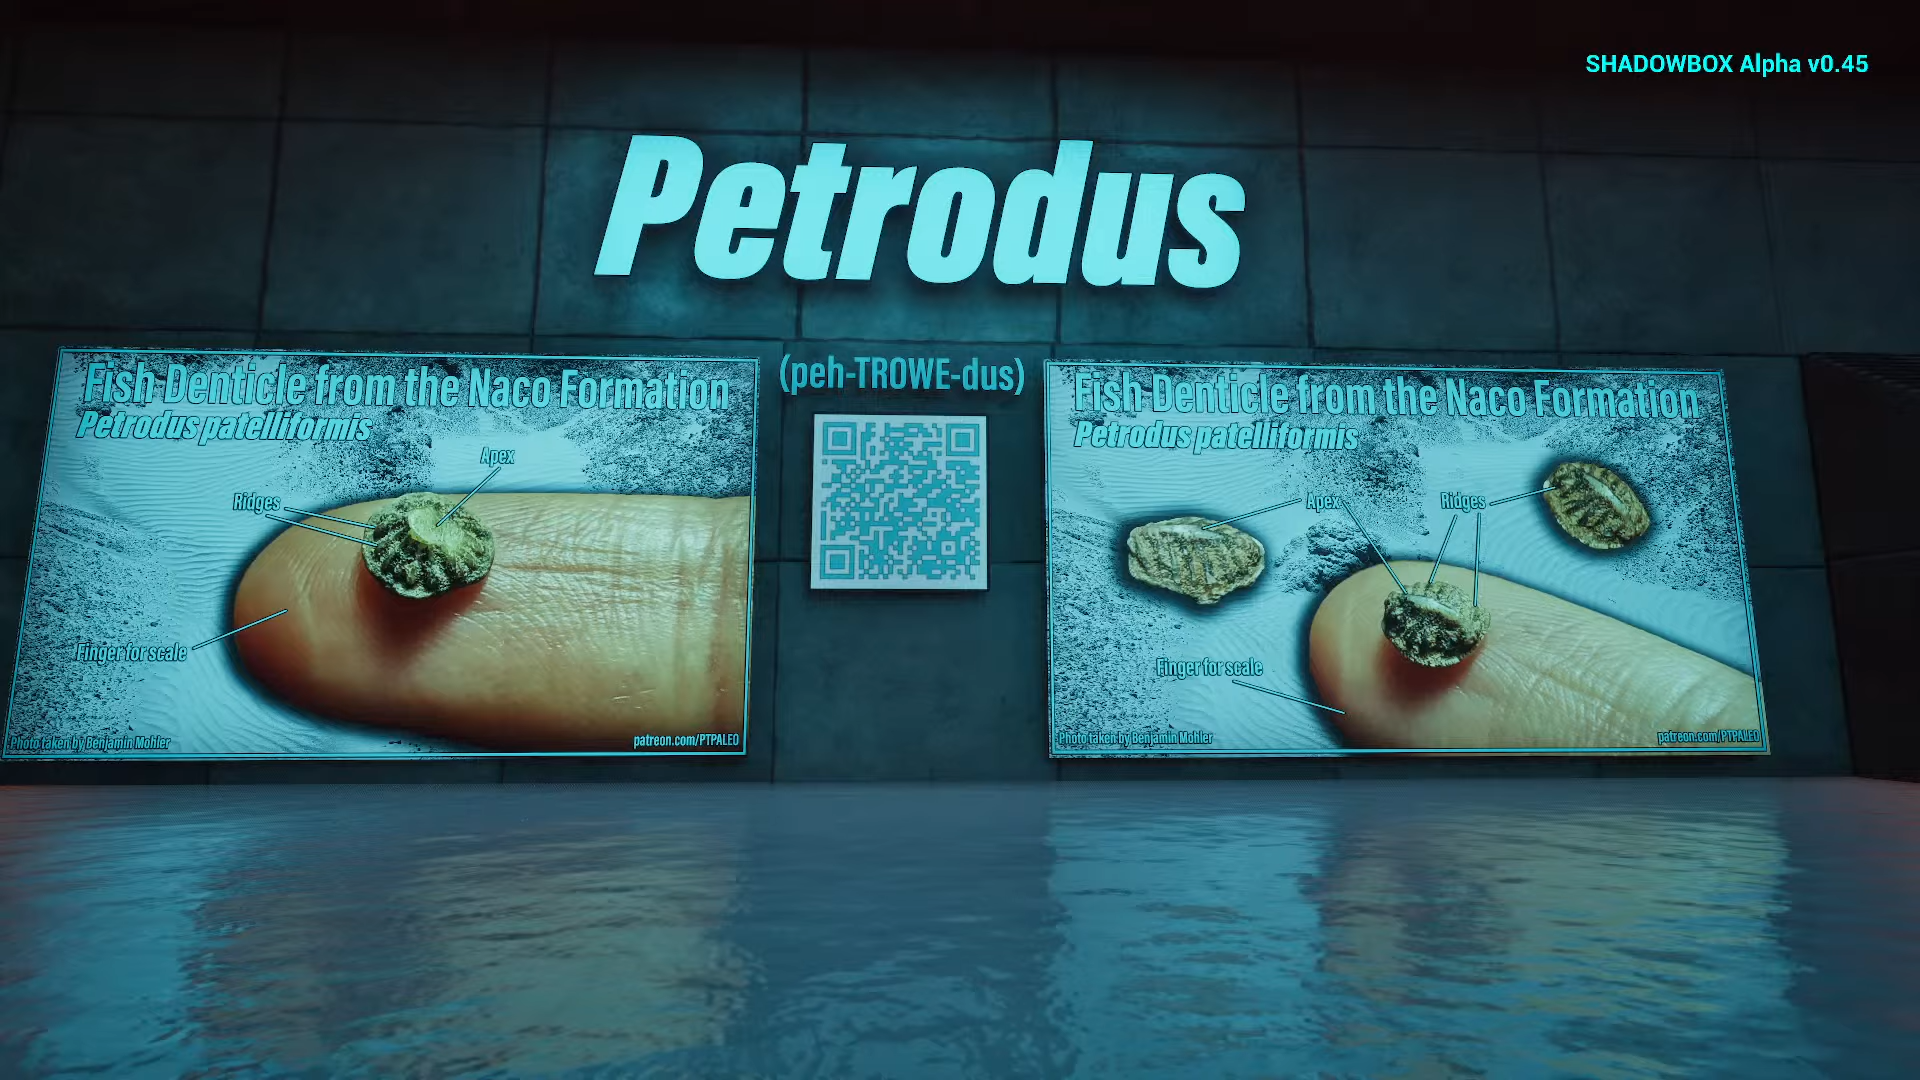 SHADOWBOX Alpha v0.45
Petrodus
(peh-TROWE-dus)
Fish Denticle from the Naco Formation
Petrodus patelliformis
Apex
Ridges
Finger for scale
Photo taken by Benjamin Mohler
patreon.com/PTPALEO
Fish Denticle from the Naco Formation
Petrodus patelliformis
Apex
Ridges
Finger for scale
Photo taken by Benjamin Mohler
patreon.com/PTPALEO